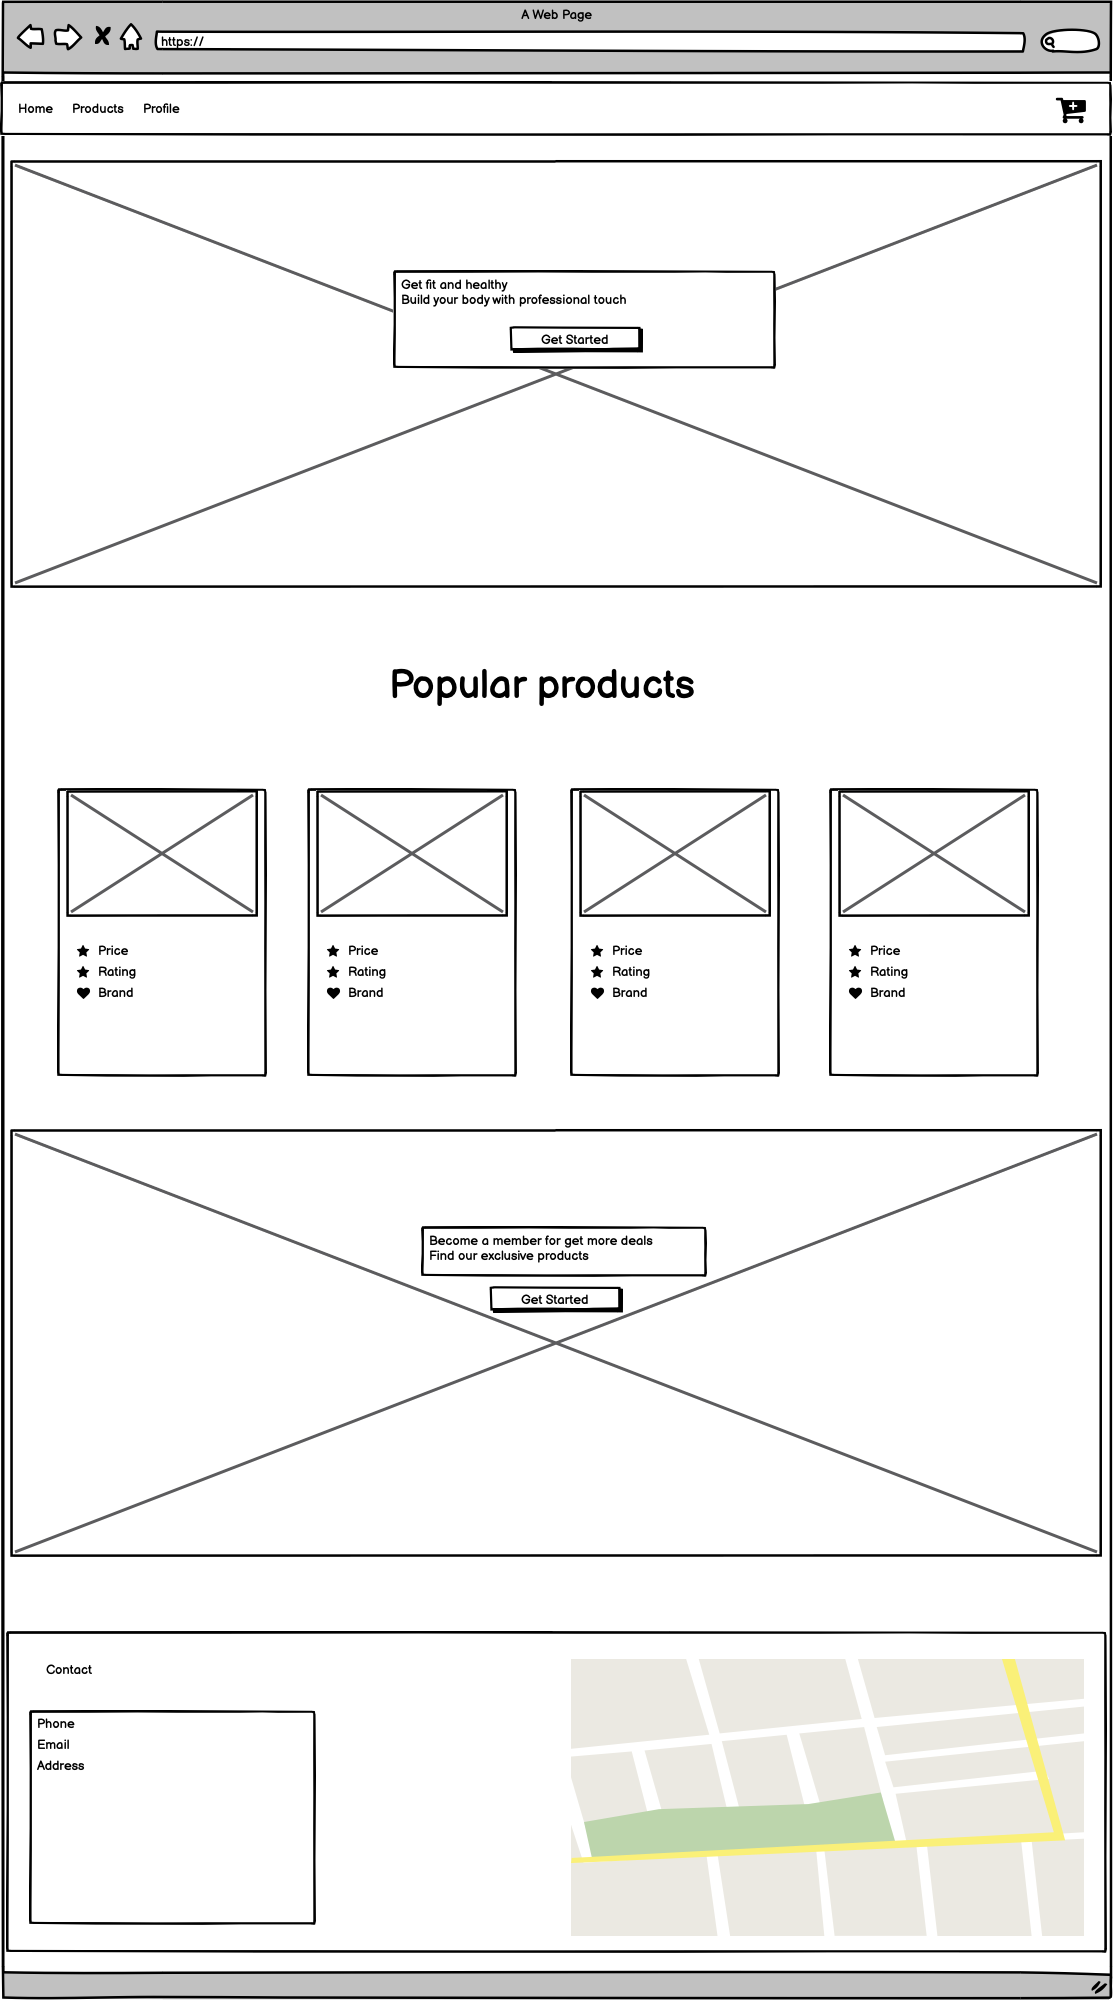 A Web Page
https://
Home Products Profile
Get fit and healthy
Build your body with professional touch
Get Started
Popular products
Price
Rating
Brand
Price
Rating
Brand
Price
Rating
Brand
Price
Rating
Brand
Become a member for get more deals
Find our exclusive products
Get Started
Contact
Phone
Email
Address